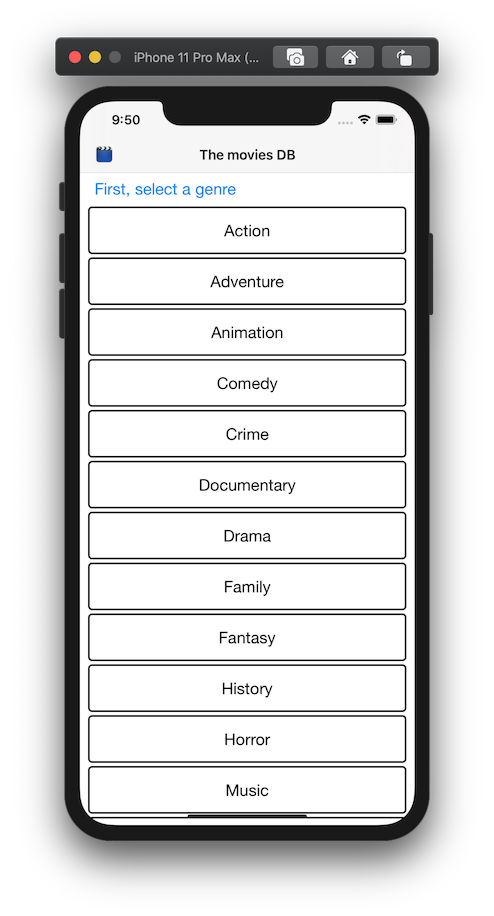 iPhone 11 Pro Max (...
9:50
The movies DB
First, select a genre
Action
Adventure
Animation
Comedy
Crime
Documentary
Drama
Family
Fantasy
History
Horror
Music